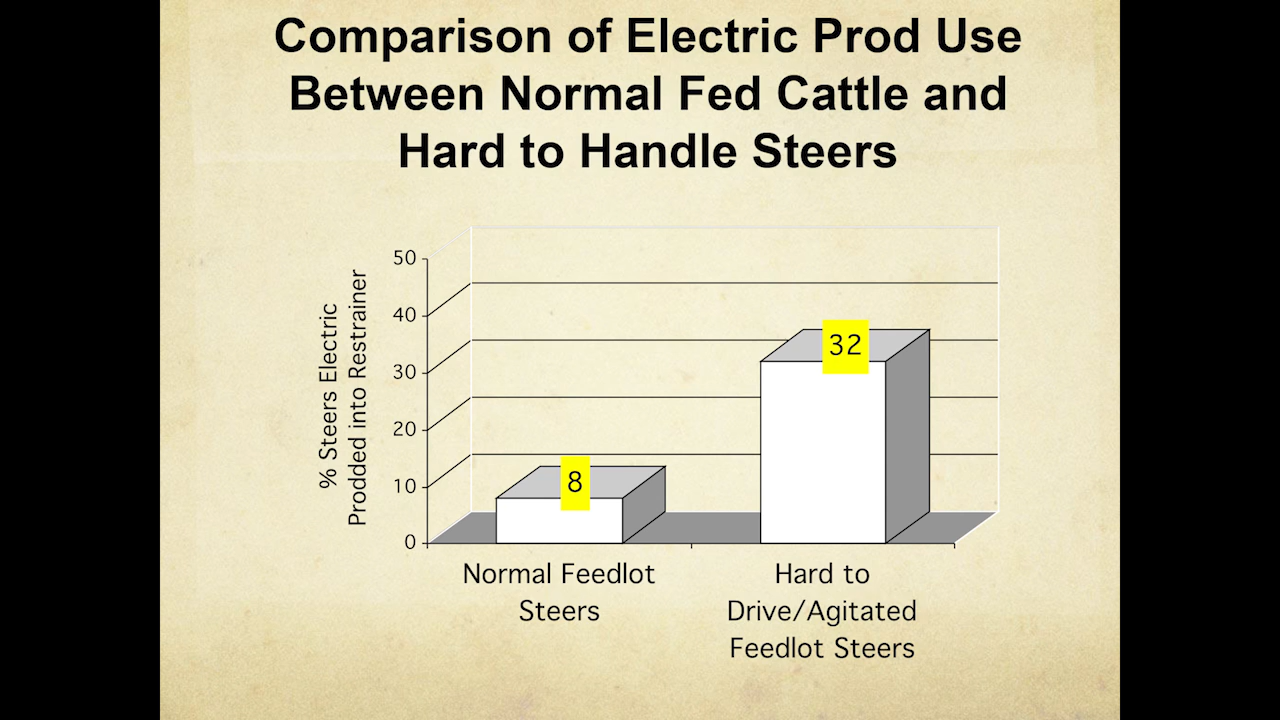 Comparison of Electric Prod Use
Between Normal Fed Cattle and
Hard to Handle Steers
% Steers Electric
Prodded into Restrainer
50
40
30
20
10
0
8
32
Normal Feedlot
Steers
Hard to
Drive/Agitated
Feedlot Steers